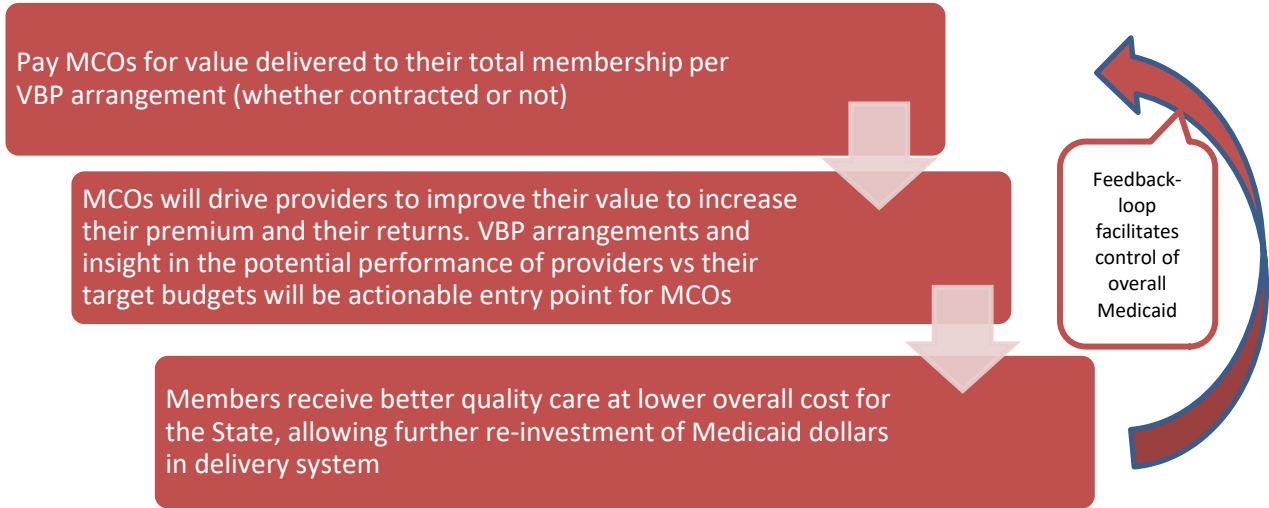 Pay MCOs for value delivered to their total membership per
VBP arrangement (whether contracted or not)
MCOs will drive providers to improve their value to increase
their premium and their returns. VBP arrangements and
insight in the potential performance of providers vs their
target budgets will be actionable entry point for MCOs
Members receive better quality care at lower overall cost for
the State, allowing further re-investment of Medicaid dollars
in delivery system
Feedback-
loop
facilitates
control of
overall
Medicaid